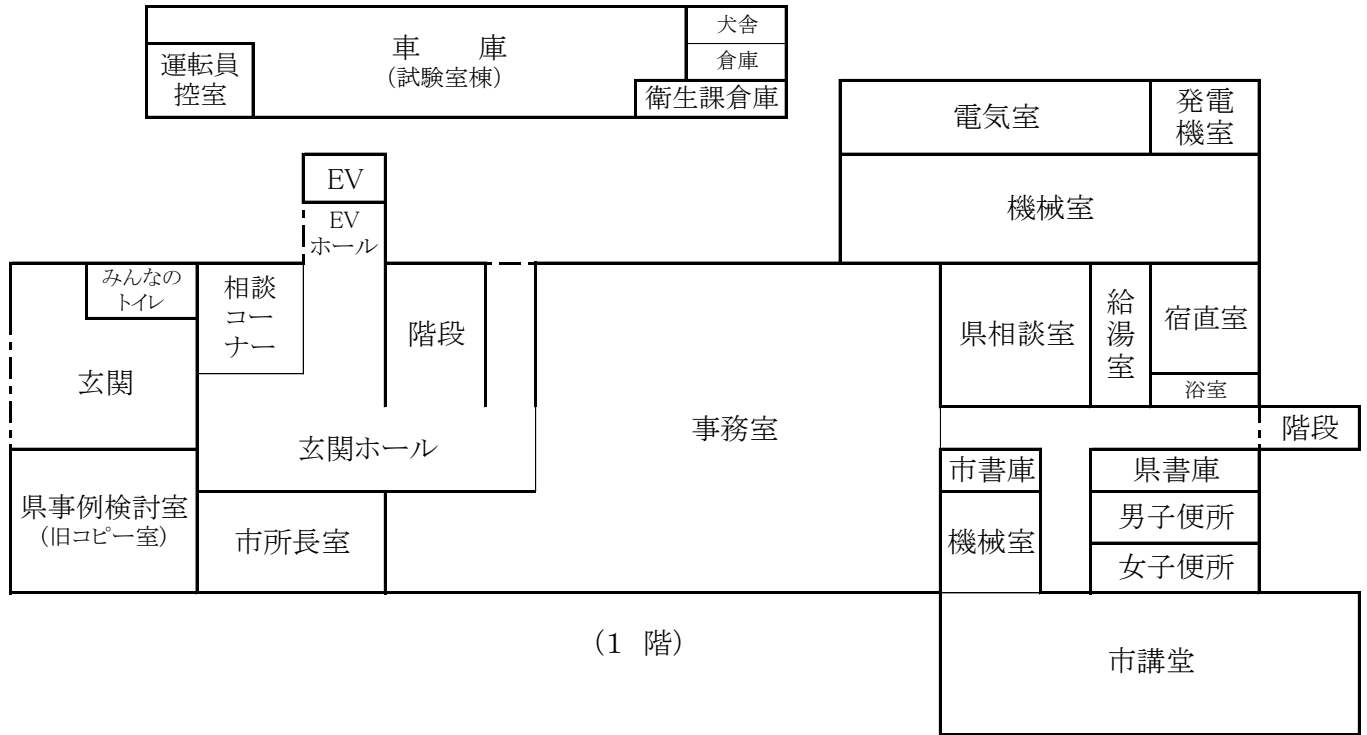 車　　庫
(試験室棟)
犬舎
倉庫
運転員
控室
衛生課倉庫
電気室
発電
機室
機械室
EV
EV
ホール
みんなの
トイレ
相談
コー
ナー
階段
玄関
県相談室
給
湯
室
宿直室
浴室
事務室
階段
玄関ホール
市書庫
県書庫
県事例検討室
(旧コピー室)
市所長室
機械室
男子便所
女子便所
(1　階)
市講堂